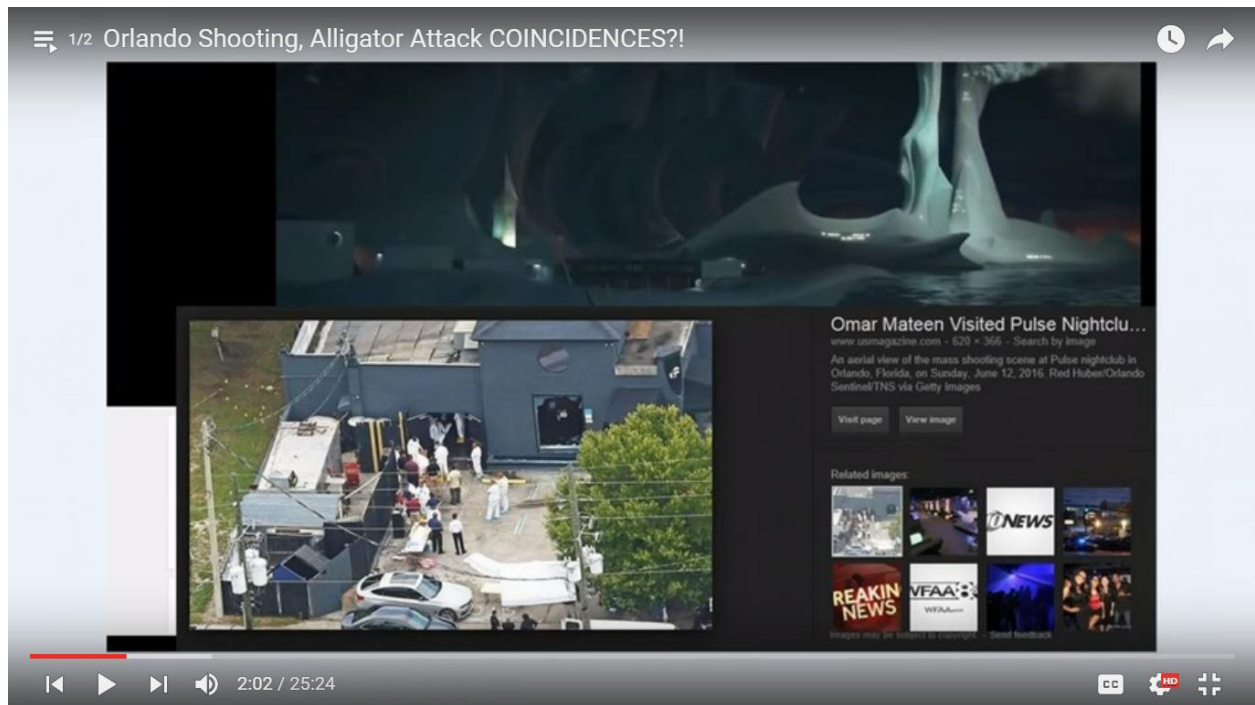 1/2 Orlando Shooting, Alligator Attack COINCIDENCES?!
Omar Mateen Visited Pulse Nightclu...
www.usmagazine.com - 620 × 366 - Search by image
An aerial view of the mass shooting scene at Pulse nightclub in
Orlando, Florida, on Sunday, June 12, 2016. Red Huber/Orlando
Sentinel/TNS via Getty Images
Visit page View image
Related images:
NEWS
REAKIN
NEWS
WFAA 8
WFAA.com
Images may be subject to copyright. - Send feedback
2:02 / 25:24
CC
HD